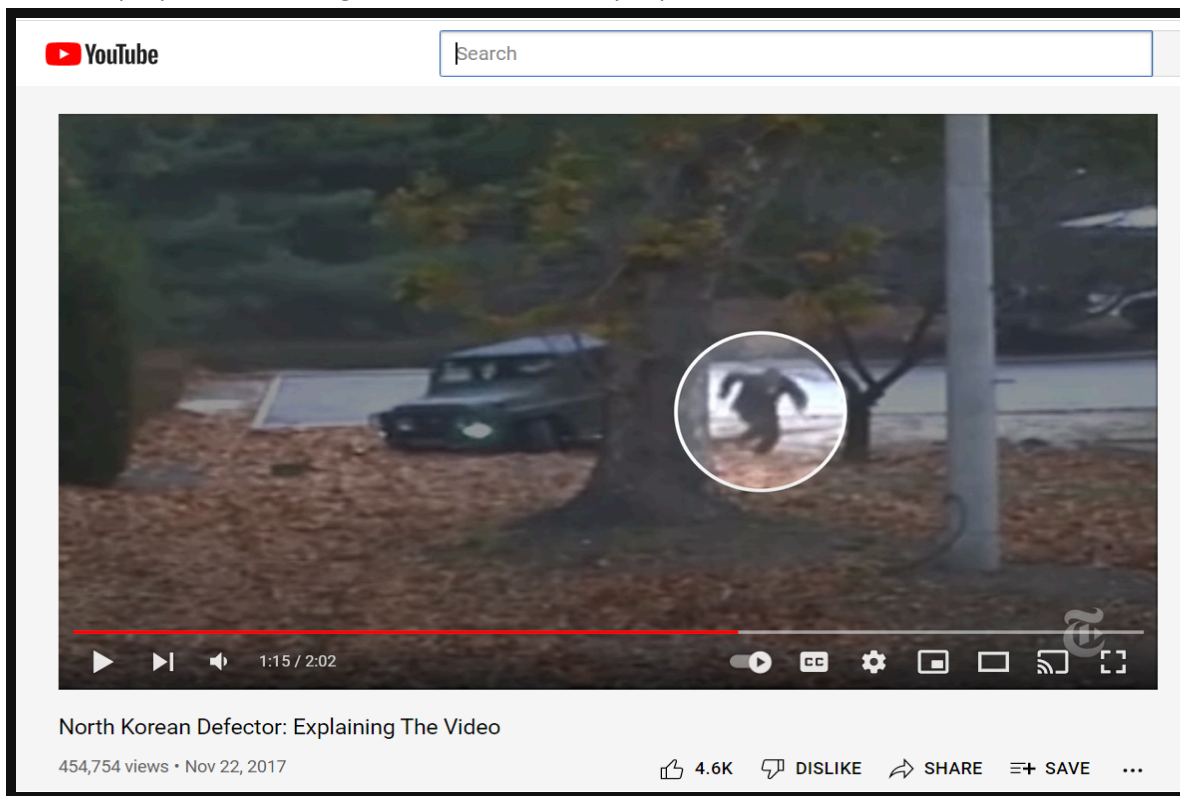 YouTube
Search
1:15 / 2:02
CC
North Korean Defector: Explaining The Video
454,754 views • Nov 22, 2017
4.6K DISLIKE SHARE SAVE ...